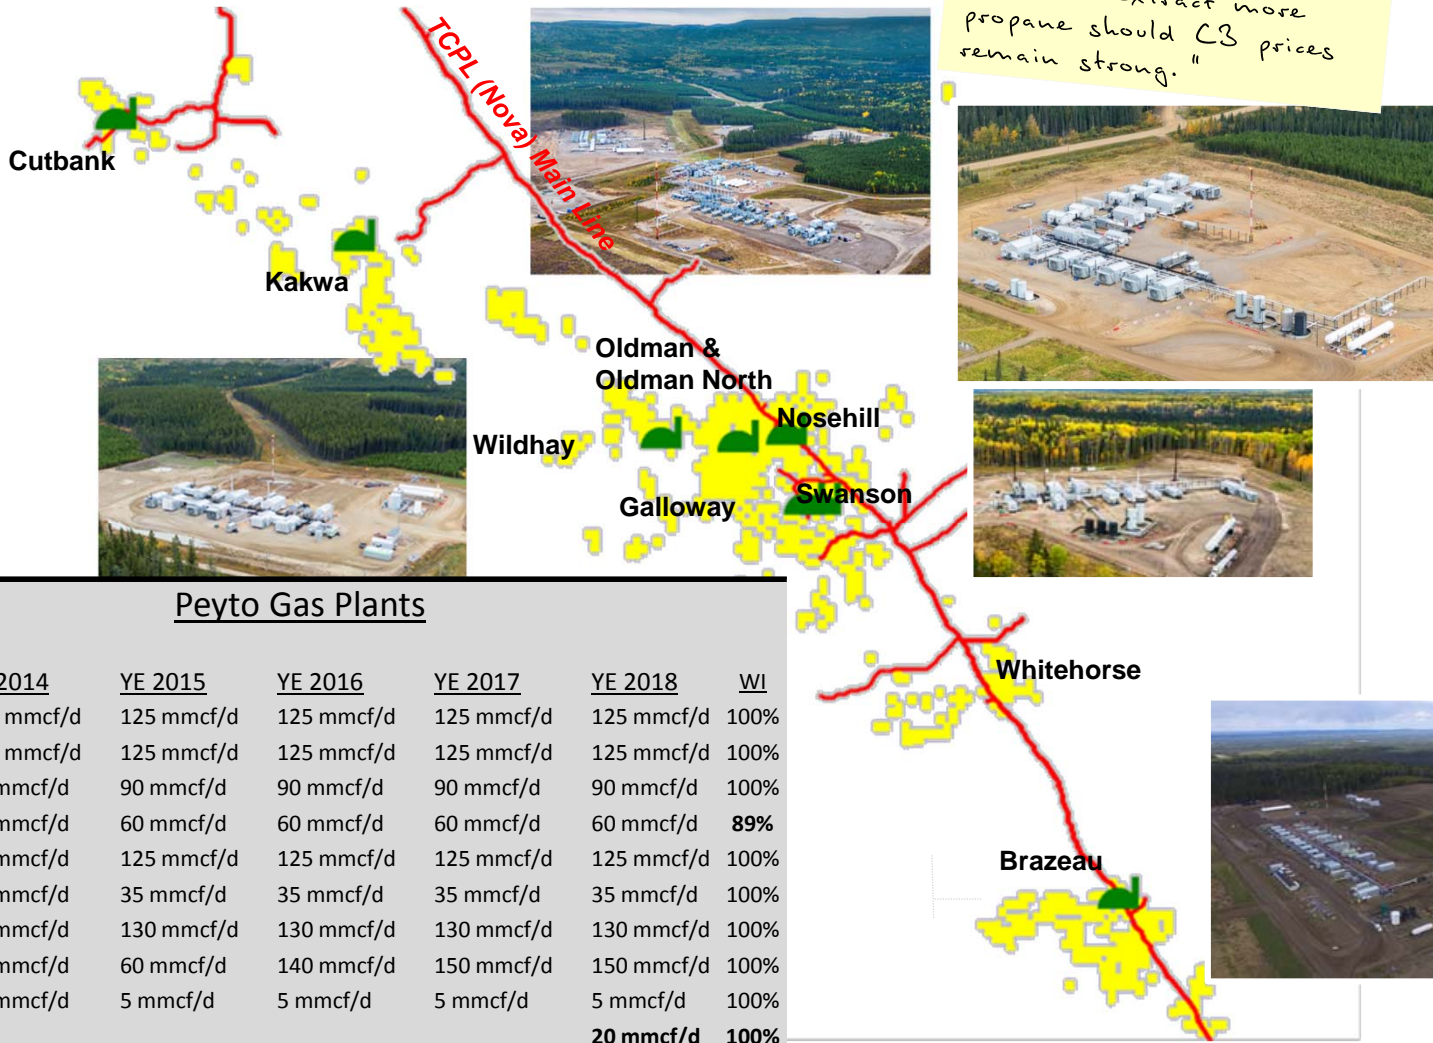 more
propane should C3 prices
remain strong."
TCPL (Nova) Main Line
Cutbank
Kakwa
Oldman &
Oldman North
Nosehill
Wildhay
Swanson
Galloway
Whitehorse
Brazeau
Peyto Gas Plants
2014 YE 2015 YE 2016 YE 2017 YE 2018 WI
mmcf/d 125 mmcf/d 125 mmcf/d 125 mmcf/d 125 mmcf/d 100%
mmcf/d 125 mmcf/d 125 mmcf/d 125 mmcf/d 125 mmcf/d 100%
mmcf/d 90 mmcf/d 90 mmcf/d 90 mmcf/d 90 mmcf/d 100%
mmcf/d 60 mmcf/d 60 mmcf/d 60 mmcf/d 60 mmcf/d 89%
mmcf/d 125 mmcf/d 125 mmcf/d 125 mmcf/d 125 mmcf/d 100%
mmcf/d 35 mmcf/d 35 mmcf/d 35 mmcf/d 35 mmcf/d 100%
mmcf/d 130 mmcf/d 130 mmcf/d 130 mmcf/d 130 mmcf/d 100%
mmcf/d 60 mmcf/d 140 mmcf/d 150 mmcf/d 150 mmcf/d 100%
mmcf/d 5 mmcf/d 5 mmcf/d 5 mmcf/d 5 mmcf/d 100%
20 mmcf/d 100%